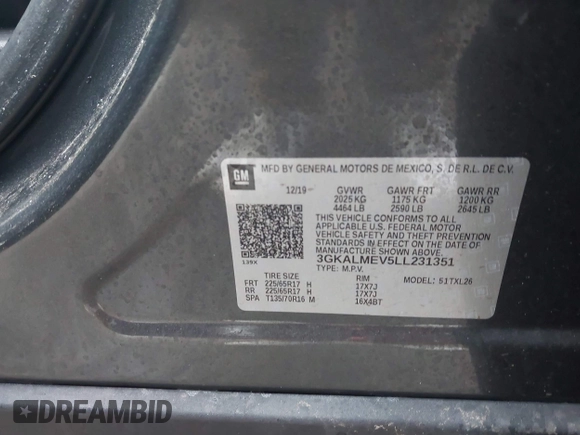 GM
MFD BY GENERAL MOTORS DE MEXICO, S. DE R.L. DE C.V.
12/19 GVWR GAWR FRT GAWR RR
2025 KG 1175 KG 1200 KG
4464 LB 2590 LB 2645 LB
THIS VEHICLE CONFORMS TO ALL
APPLICABLE U.S. FEDERAL MOTOR
VEHICLE SAFETY AND THEFT
PREVENTION STANDARDS
IN EFFECT ON THE DATE OF
MANUFACTURE SHOWN ABOVE.
139X 3GKALMEV5LL231351
TYPE: M.P.V.
TIRE SIZE RIM MODEL: 51TXL26
FRT 225/65R17 H 17X7J
RR 225/65R17 H 17X7J
SPA T135/70R16 M 16X4BT
DREAMBID